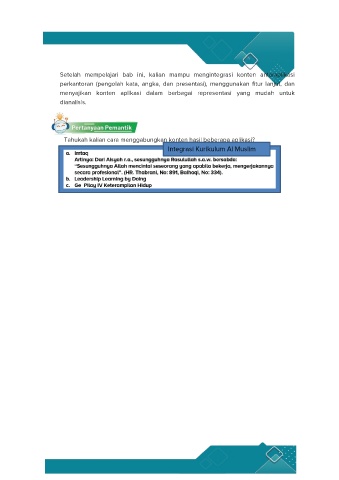 Setelah mempelajari bab ini, kalian mampu mengintegrasi konten antaraplikasi
perkantoran (pengolah kata, angka, dan presentasi), menggunakan fitur lanjut, dan
menyajikan konten aplikasi dalam berbagai representasi yang mudah untuk
dianalisis.
Pertanyaan Pemantik
Tahukah kalian cara menggabungkan konten hasil beberapa aplikasi?
Integrasi Kurikulum Al Muslim
a. Imtaq
Artinya: Dari Aisyah r.a., sesungguhnya Rasulullah s.a.w. bersabda:
"Sesungguhnya Allah mencintai seseorang yang apabila bekerja, mengerjakannya
secara profesional". (HR. Thabrani, No: 891, Baihaqi, No: 334).
b. Leadership Learning by Doing
c. Ge Pilay IV Keterampilan Hidup